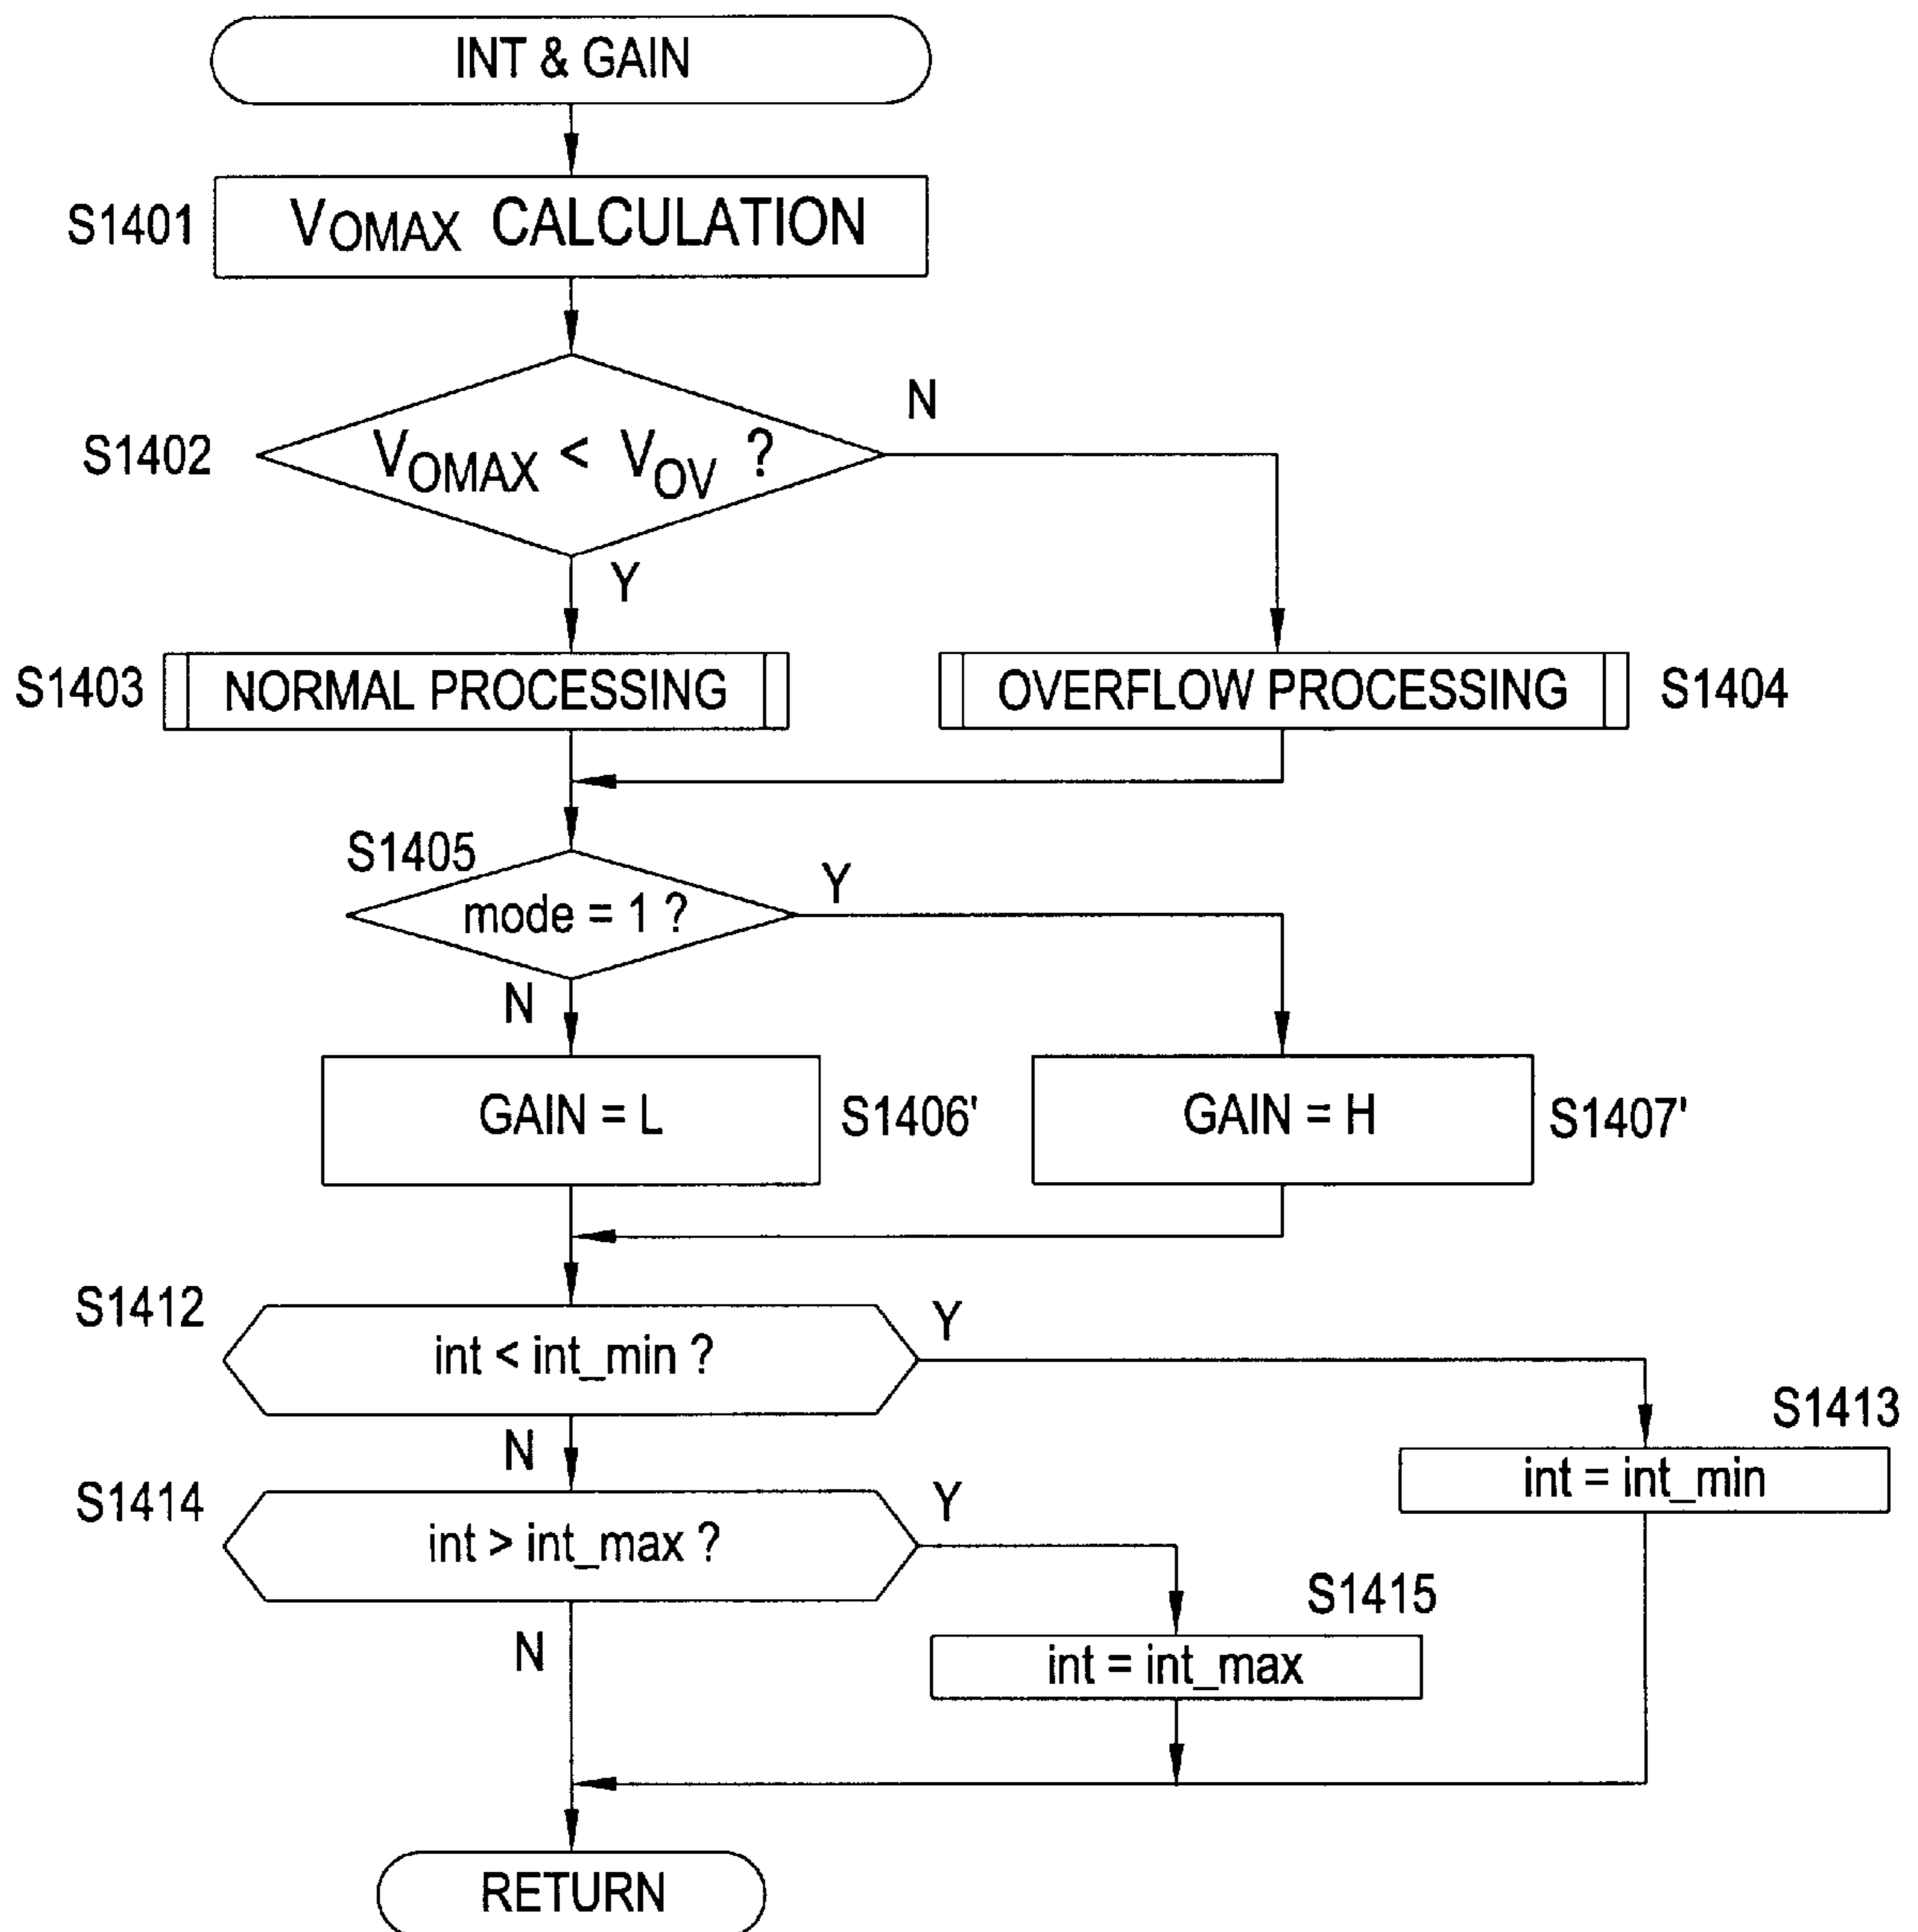 INT & GAIN
S1401
VOMAX CALCULATION
S1402
VOMAX < VOV ?
N
Y
S1403
NORMAL PROCESSING
OVERFLOW PROCESSING
S1404
S1405
mode = 1 ?
Y
N
GAIN = L
S1406'
GAIN = H
S1407'
S1412
int < int_min ?
Y
N
S1413
int = int_min
S1414
int > int_max ?
Y
N
S1415
int = int_max
RETURN